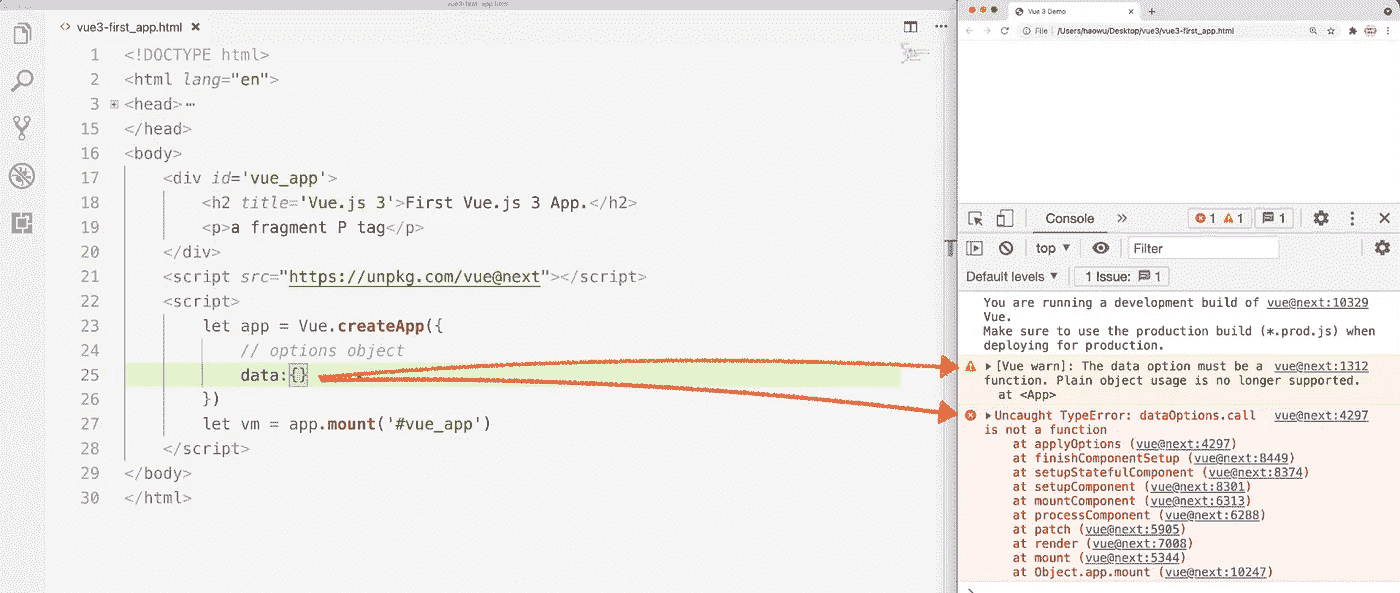 vue3-first_app.html
<> vue3-first_app.html ×
1 <!DOCTYPE html>
2 <html lang="en">
3 <head>⋯
15 </head>
16 <body>
17 <div id='vue_app'>
18 <h2 title='Vue.js 3'>First Vue.js 3 App.</h2>
19 <p>a fragment P tag</p>
20 </div>
21 <script src="https://unpkg.com/vue@next"></script>
22 <script>
23 let app = Vue.createApp({
24 // options object
25 data:{}
26 })
27 let vm = app.mount('#vue_app')
28 </script>
29 </body>
30 </html>
Vue 3 Demo
File | /Users/haowu/Desktop/vue3/vue3-first_app.html
Console » 1 1 1
top ▼ Filter
Default levels ▼ 1 Issue: 1
You are running a development build of vue@next:10329
Vue.
Make sure to use the production build (*.prod.js) when
deploying for production.
▶[Vue warn]: The data option must be a vue@next:1312
function. Plain object usage is no longer supported.
at <App>
▶Uncaught TypeError: dataOptions.call vue@next:4297
is not a function
at applyOptions (vue@next:4297)
at finishComponentSetup (vue@next:8449)
at setupStatefulComponent (vue@next:8374)
at setupComponent (vue@next:8301)
at mountComponent (vue@next:6313)
at processComponent (vue@next:6288)
at patch (vue@next:5905)
at render (vue@next:7008)
at mount (vue@next:5344)
at Object.app.mount (vue@next:10247)